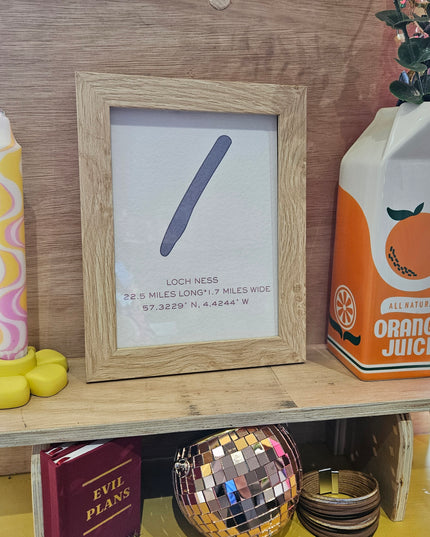 LOCH NESS
22.5 MILES LONG*1.7 MILES WIDE
57.3229° N, 4.4244° W
ALL NATURAL
ORANGE
JUICE
EVIL
PLANS